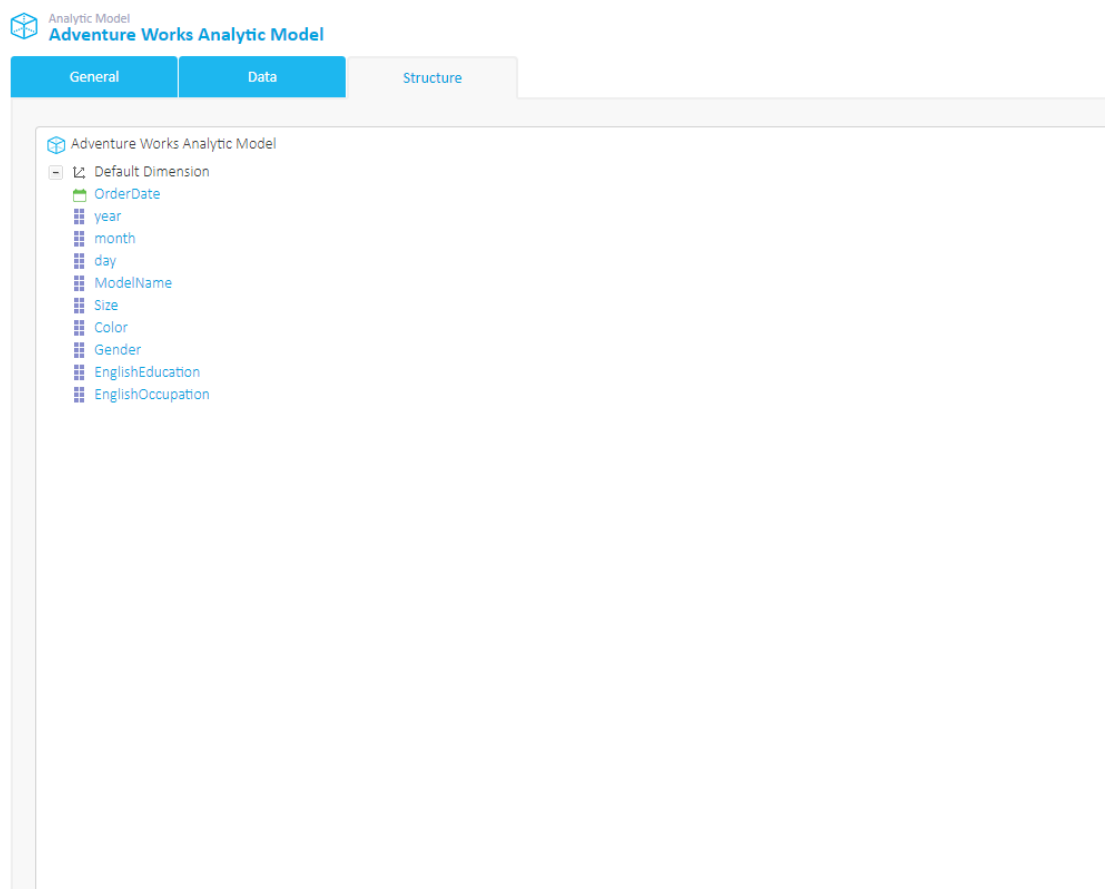 Analytic Model
Adventure Works Analytic Model
General Data Structure
Adventure Works Analytic Model
Default Dimension
OrderDate
year
month
day
ModelName
Size
Color
Gender
EnglishEducation
EnglishOccupation